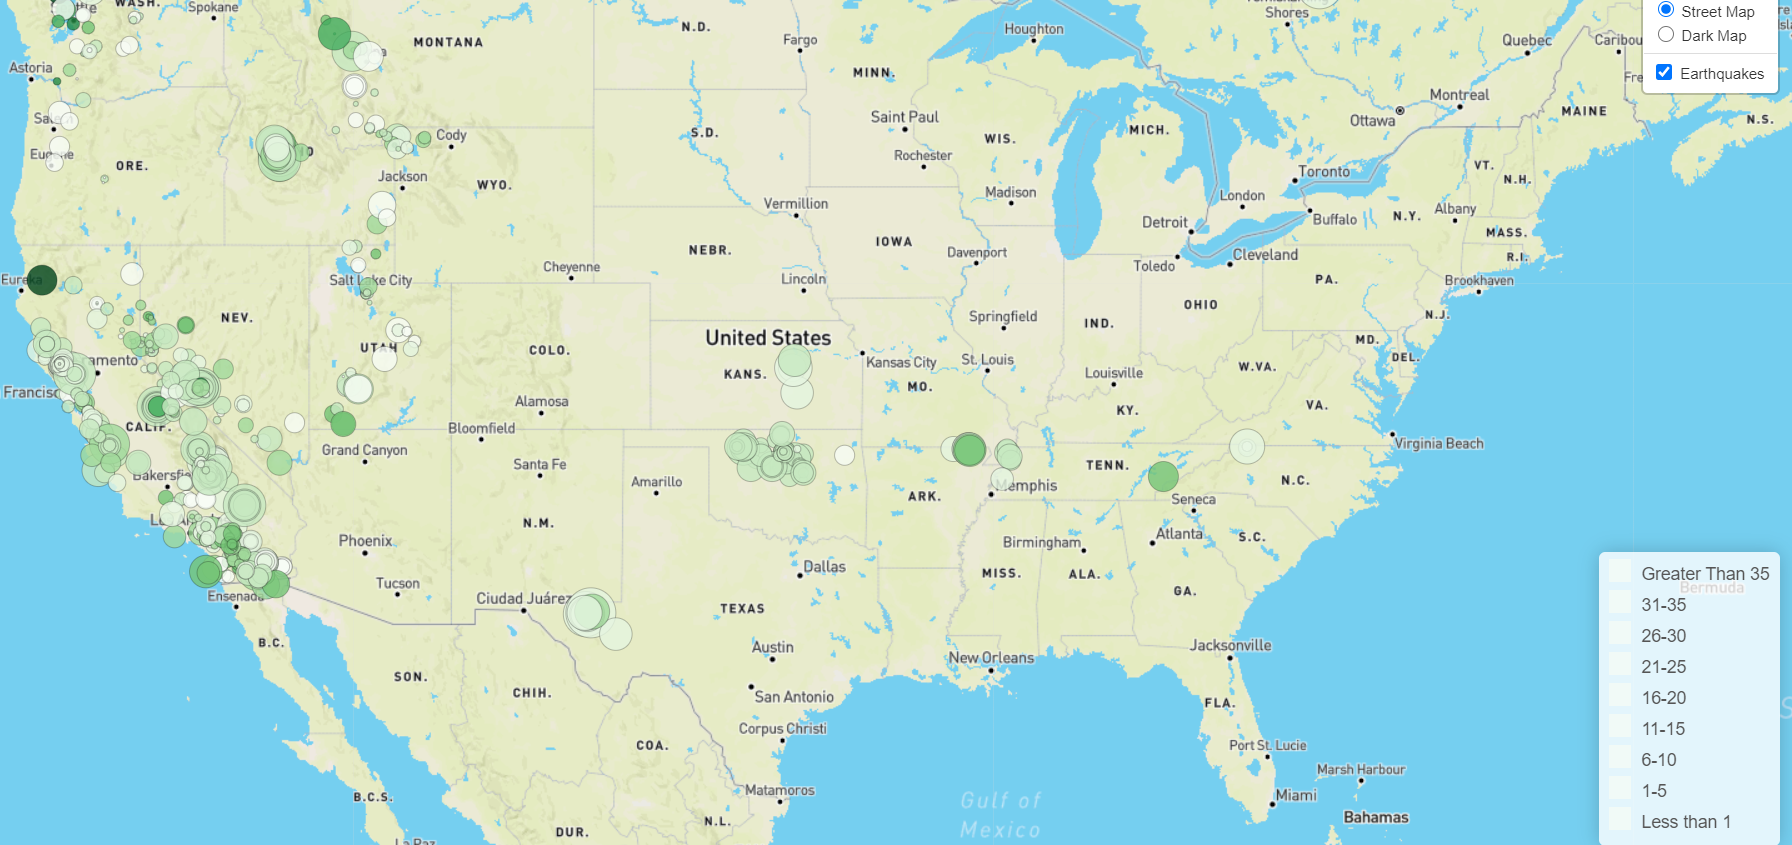 WASH.
Spokane
MONTANA
N.D.
Fargo
Houghton
Shores
Quebec
Caribou
Street Map
Dark Map
Earthquakes
Astoria
MINN.
Montreal
Ottawa
MAINE
N.S.
Saint Paul
S.D.
WIS.
MICH.
Cody
ORE.
Rochester
VT.
N.H.
Toronto
Jackson
WYO.
Madison
London
Vermillion
Detroit
Buffalo
N.Y.
Albany
MASS.
IOWA
NEBR.
Davenport
Toledo
Cleveland
R.I.
Cheyenne
Salt Lake City
Lincoln
PA.
Brookhaven
NEV.
Springfield
IND.
OHIO
N.J.
United States
UTAH
COLO.
KANS.
Kansas City
St. Louis
MO.
MD.
DEL.
W.VA.
Louisville
Francisc
Alamosa
KY.
VA.
CALIF.
Bloomfield
Grand Canyon
Virginia Beach
Santa Fe
Amarillo
TENN.
N.C.
Memphis
ARK.
Seneca
N.M.
Phoenix
Birmingham
Atlanta
S.C.
Dallas
MISS.
ALA.
GA.
Tucson
Ensenada
Ciudad Juárez
TEXAS
B.C.
Austin
Jacksonville
New Orleans
SON.
CHIH.
San Antonio
FLA.
Corpus Christi
COA.
Port St. Lucie
Marsh Harbour
Matamoros
B.C.S.
Gulf of
Mexico
Miami
Bahamas
N.L.
DUR.
La Paz
Bermuda
Greater Than 35
31-35
26-30
21-25
16-20
11-15
6-10
1-5
Less than 1